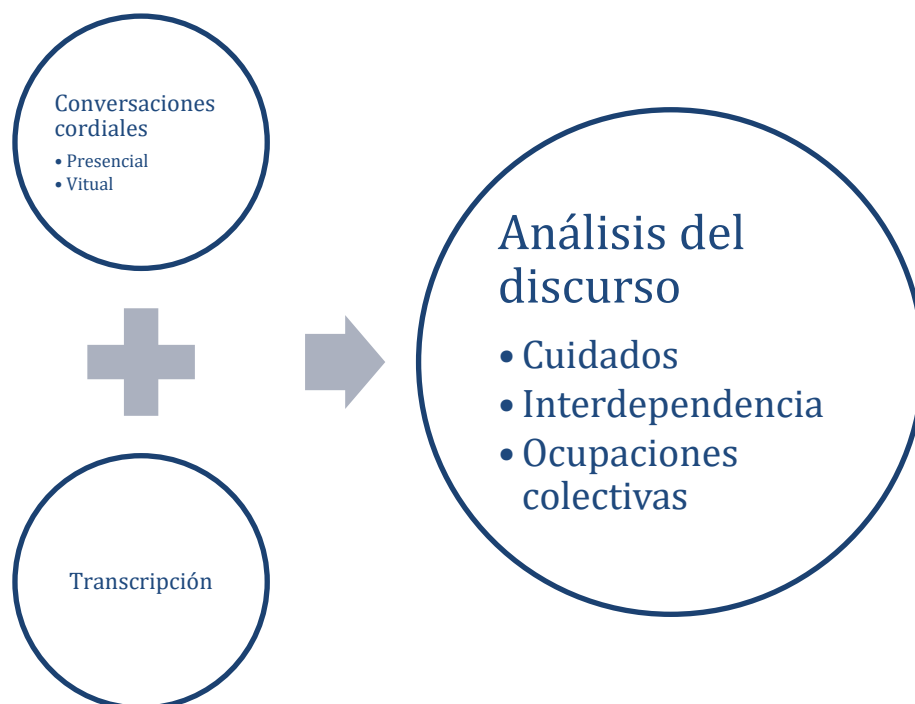 Conversaciones
cordiales
• Presencial
• Vitual
Transcripción
Análisis del
discurso
• Cuidados
• Interdependencia
• Ocupaciones
colectivas